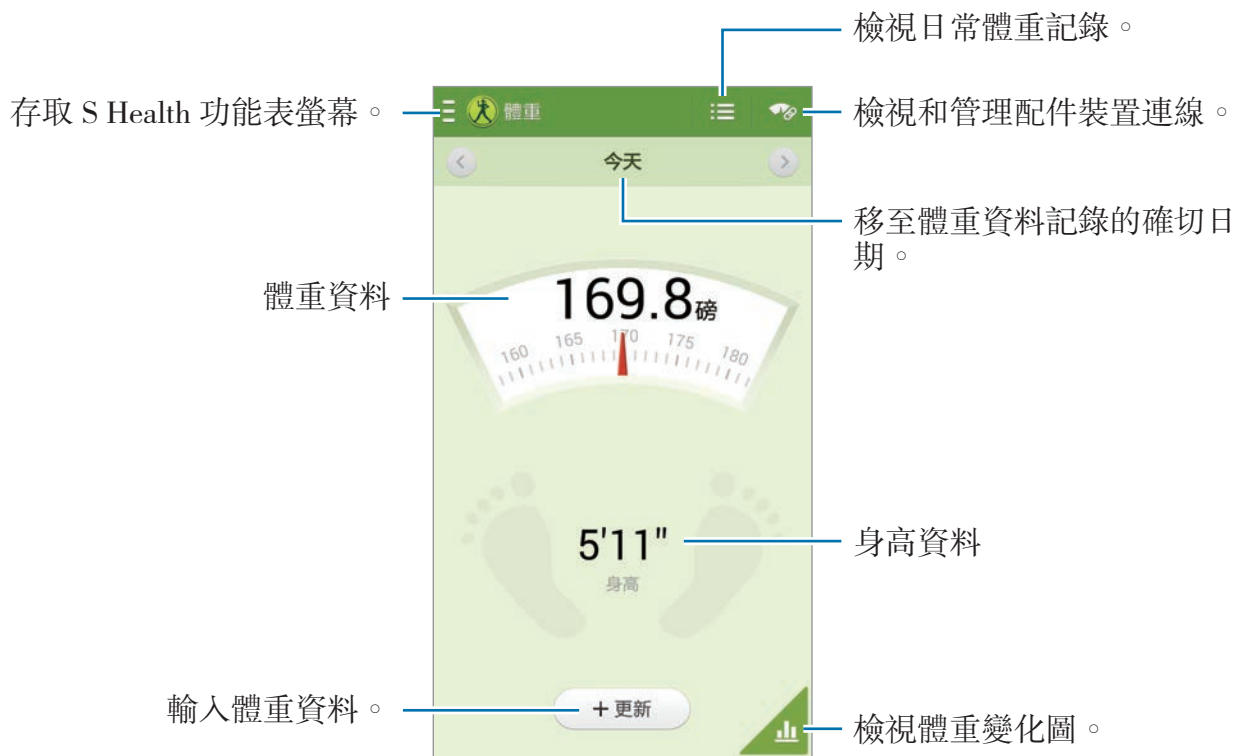 檢視日常體重記錄。
存取 S Health 功能表螢幕。
體重
檢視和管理配件裝置連線。
今天
移至體重資料記錄的確切日
期。
體重資料
169.8磅
160 165 170 175 180
5'11"
身高資料
身高
輸入體重資料。
+ 更新
檢視體重變化圖。